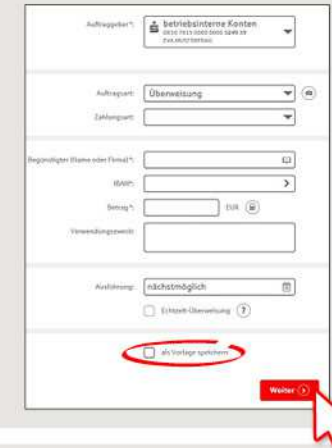 Auftraggeber*:
betriebsinterne Konten
Auftragsart:
Überweisung
Zahlungsart:
Begünstigter (Name oder Firma)*:
IBAN*:
Betrag*:
EUR
Verwendungszweck:
Ausführung:
nächstmöglich
Echtzeit-Überweisung
?
als Vorlage speichern
Weiter